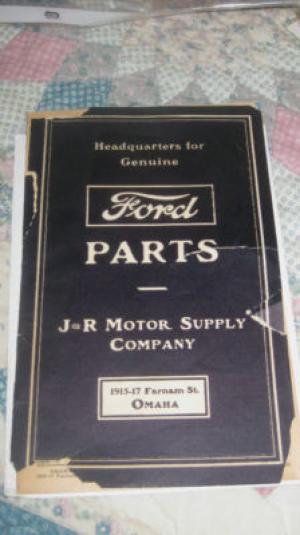 Headquarters for
Genuine
Ford
PARTS
J&R MOTOR SUPPLY
COMPANY
1915-17 Farnam St.
OMAHA